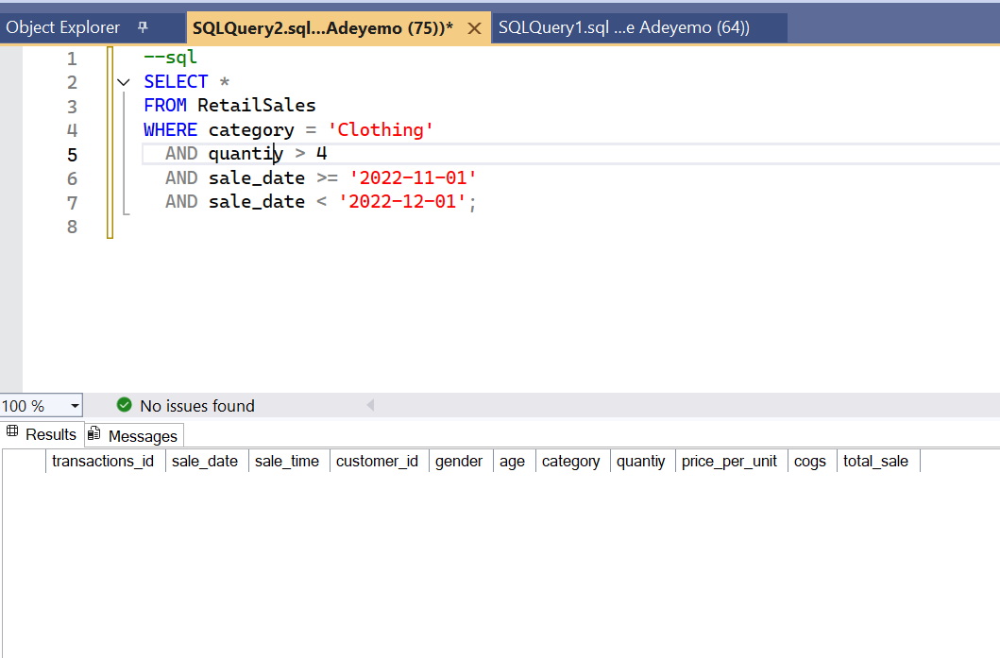 Object Explorer SQLQuery2.sql...Adeyemo (75))* SQLQuery1.sql ...e Adeyemo (64))
1 --sql
2 SELECT *
3 FROM RetailSales
4 WHERE category = 'Clothing'
5 AND quantiy > 4
6 AND sale_date >= '2022-11-01'
7 AND sale_date < '2022-12-01';
8
100 % No issues found
Results Messages
transactions_id sale_date sale_time customer_id gender age category quantiy price_per_unit cogs total_sale